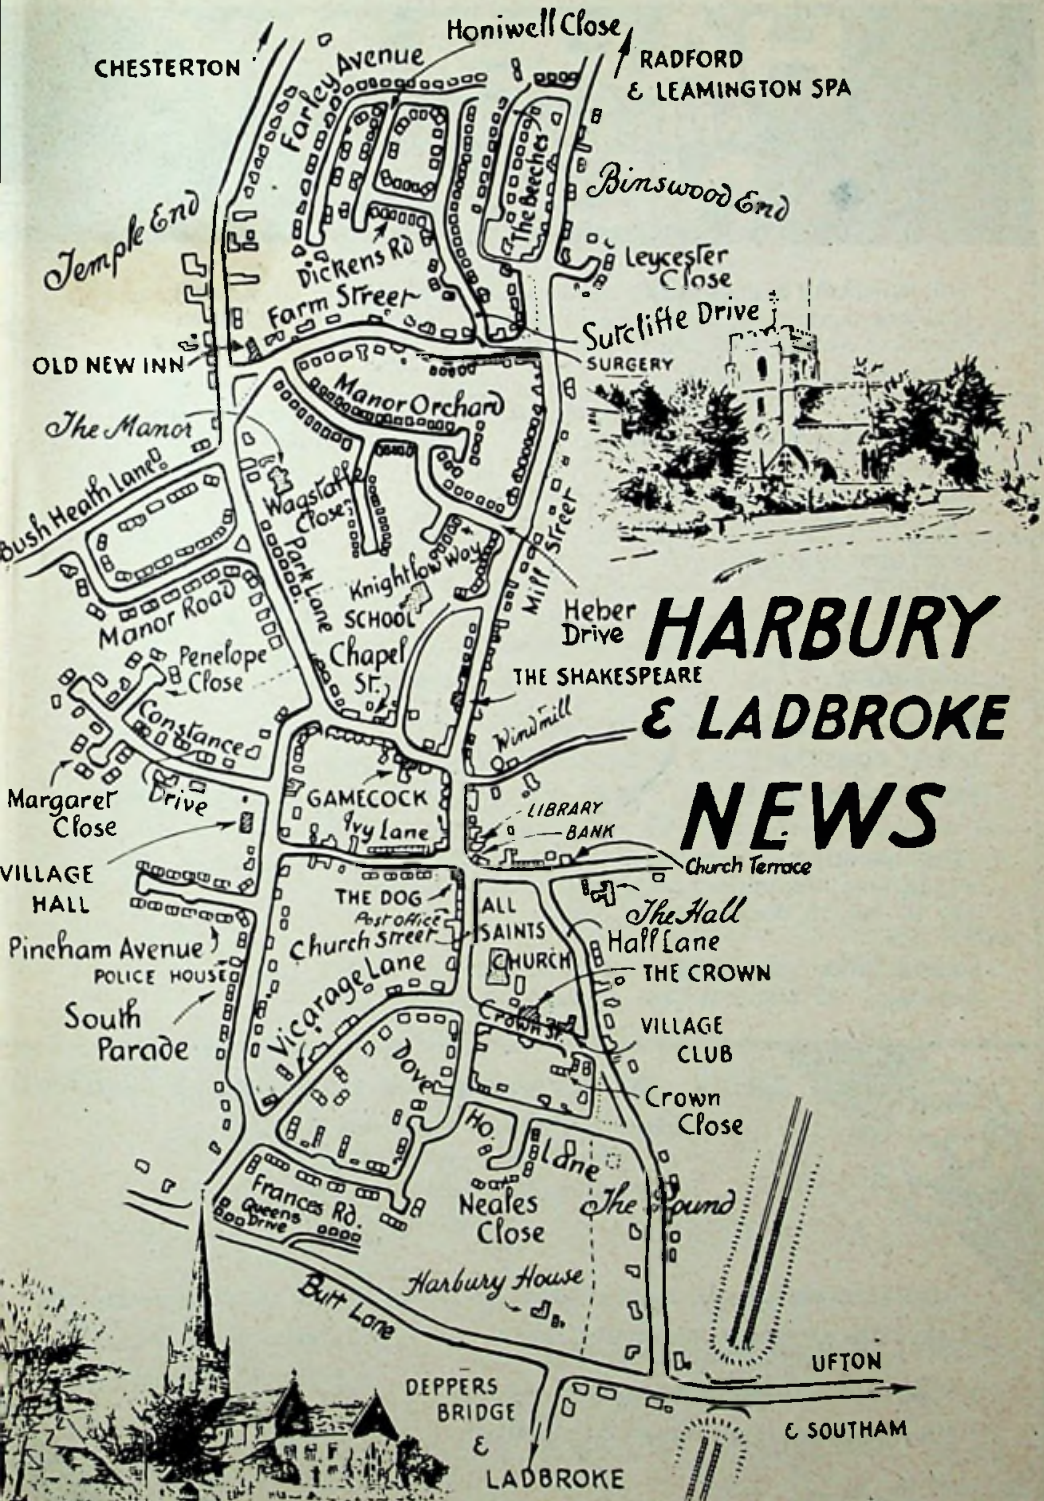 Honiwell Close
CHESTERTON
RADFORD
& LEAMINGTON SPA
Farley Avenue
The Beeches
Binswood End
Temple End
Dickens Rd
Leycester
Close
Farm Street
Sutcliffe Drive
OLD NEW INN
SURGERY
Manor Orchard
The Manor
Bush Heath Lane
Wagstaffe
Close
Park Lane
Mill Street
Knightlow Way
SCHOOL
Manor Road
Heber
Drive
HARBURY
& LADBROKE
NEWS
Penelope
Close
Chapel
St.
THE SHAKESPEARE
Constance
Drive
Windmill
Margaret
Close
GAMECOCK
Ivy Lane
LIBRARY
BANK
VILLAGE
HALL
Church Terrace
THE DOG
Post office
Church Street
ALL
SAINTS
CHURCH
The Hall
Hall Lane
Pincham Avenue
POLICE HOUSE
THE CROWN
South
Parade
Vicarage Lane
Crown St.
VILLAGE
CLUB
Dove
Ho.
Lane
Crown
Close
Frances Rd.
Queens
Drive
Neales
Close
The Pound
Harbury House
Butt Lane
UFTON
& SOUTHAM
DEPPERS
BRIDGE
&
LADBROKE